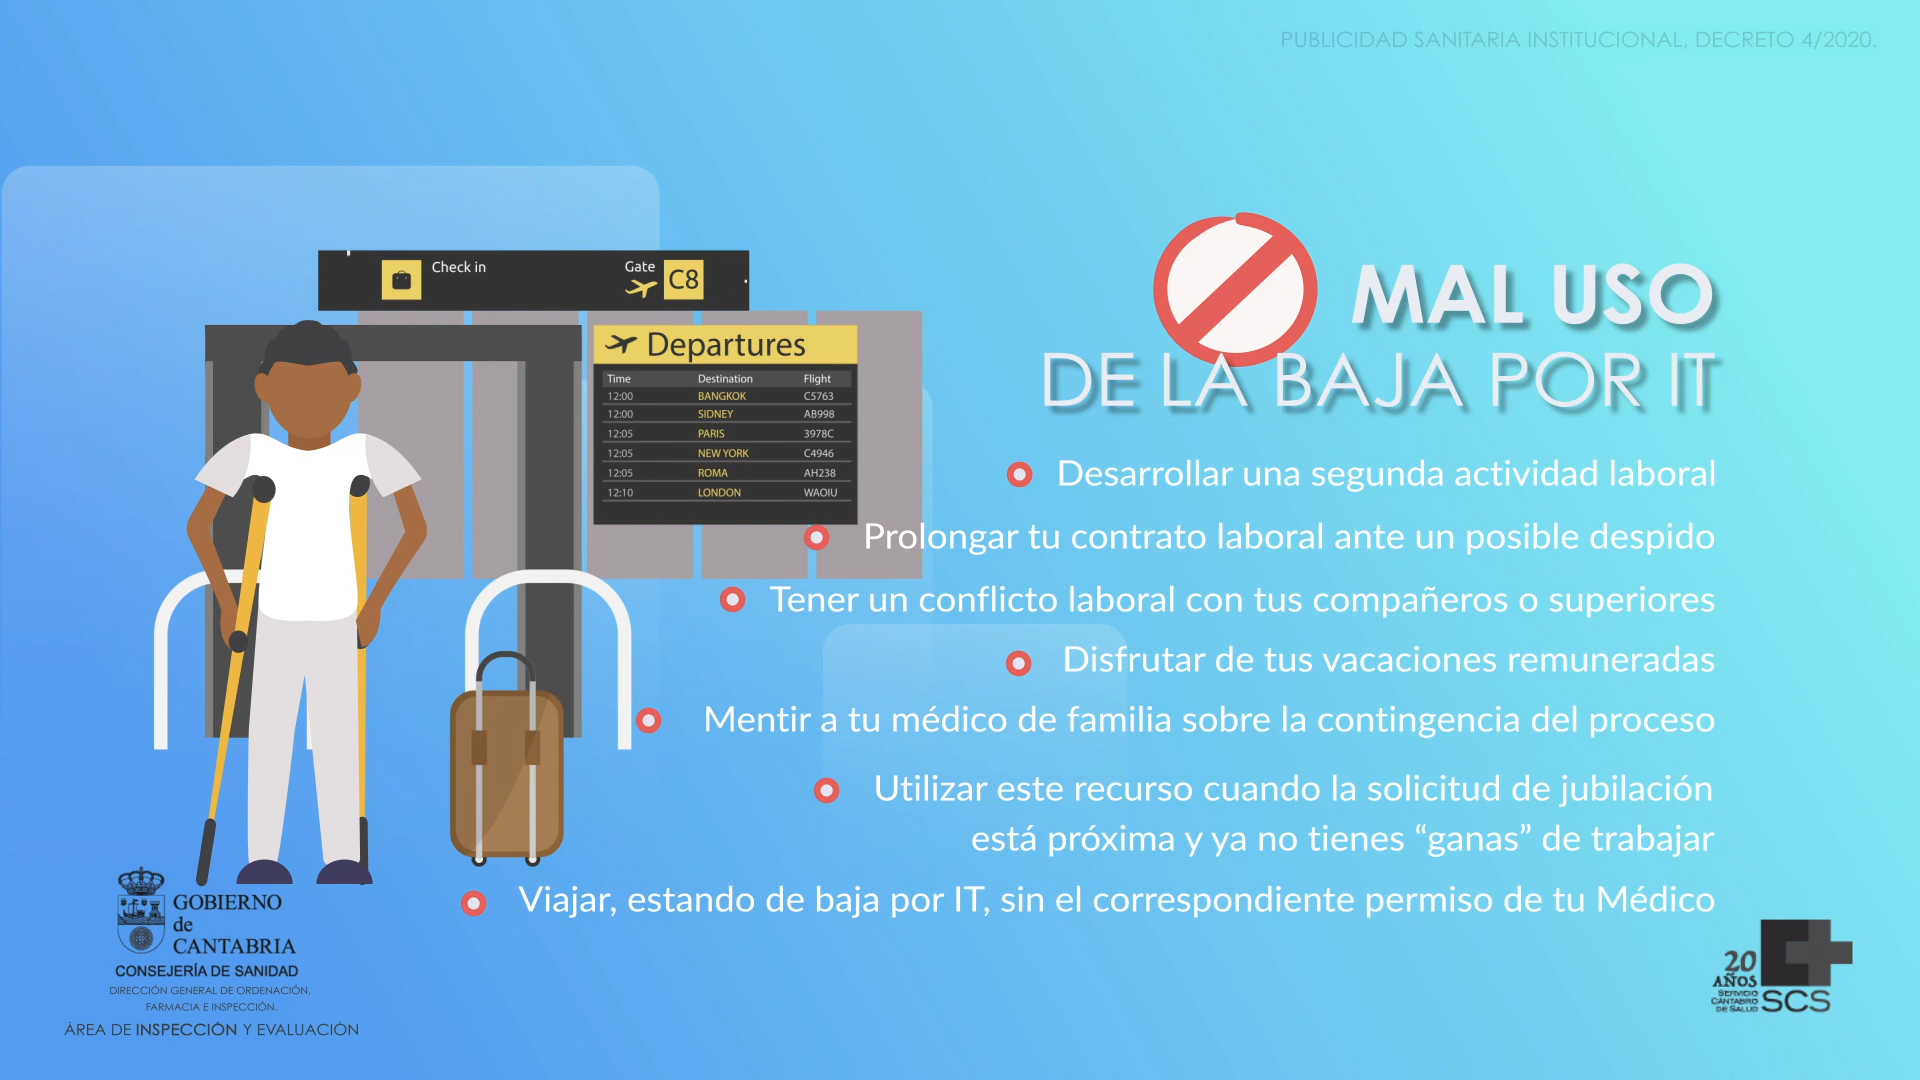 PUBLICIDAD SANITARIA INSTITUCIONAL, DECRETO 4/2020.
Check in
Gate
C8
Departures
Time Destination Flight
12:00 BANGKOK C5763
12:00 SIDNEY AB998
12:05 PARIS 3978C
12:05 NEW YORK C4946
12:05 ROMA AH238
12:10 LONDON WAOIU
MAL USO
DE LA BAJA POR IT
Desarrollar una segunda actividad laboral
Prolongar tu contrato laboral ante un posible despido
Tener un conflicto laboral con tus compañeros o superiores
Disfrutar de tus vacaciones remuneradas
Mentir a tu médico de familia sobre la contingencia del proceso
Utilizar este recurso cuando la solicitud de jubilación
está próxima y ya no tienes “ganas” de trabajar
Viajar, estando de baja por IT, sin el correspondiente permiso de tu Médico
GOBIERNO
de
CANTABRIA
CONSEJERÍA DE SANIDAD
DIRECCIÓN GENERAL DE ORDENACIÓN,
FARMACIA E INSPECCIÓN.
ÁREA DE INSPECCIÓN Y EVALUACIÓN
20
AÑOS
SERVICIO
CÁNTABRO
DE SALUD
SCS